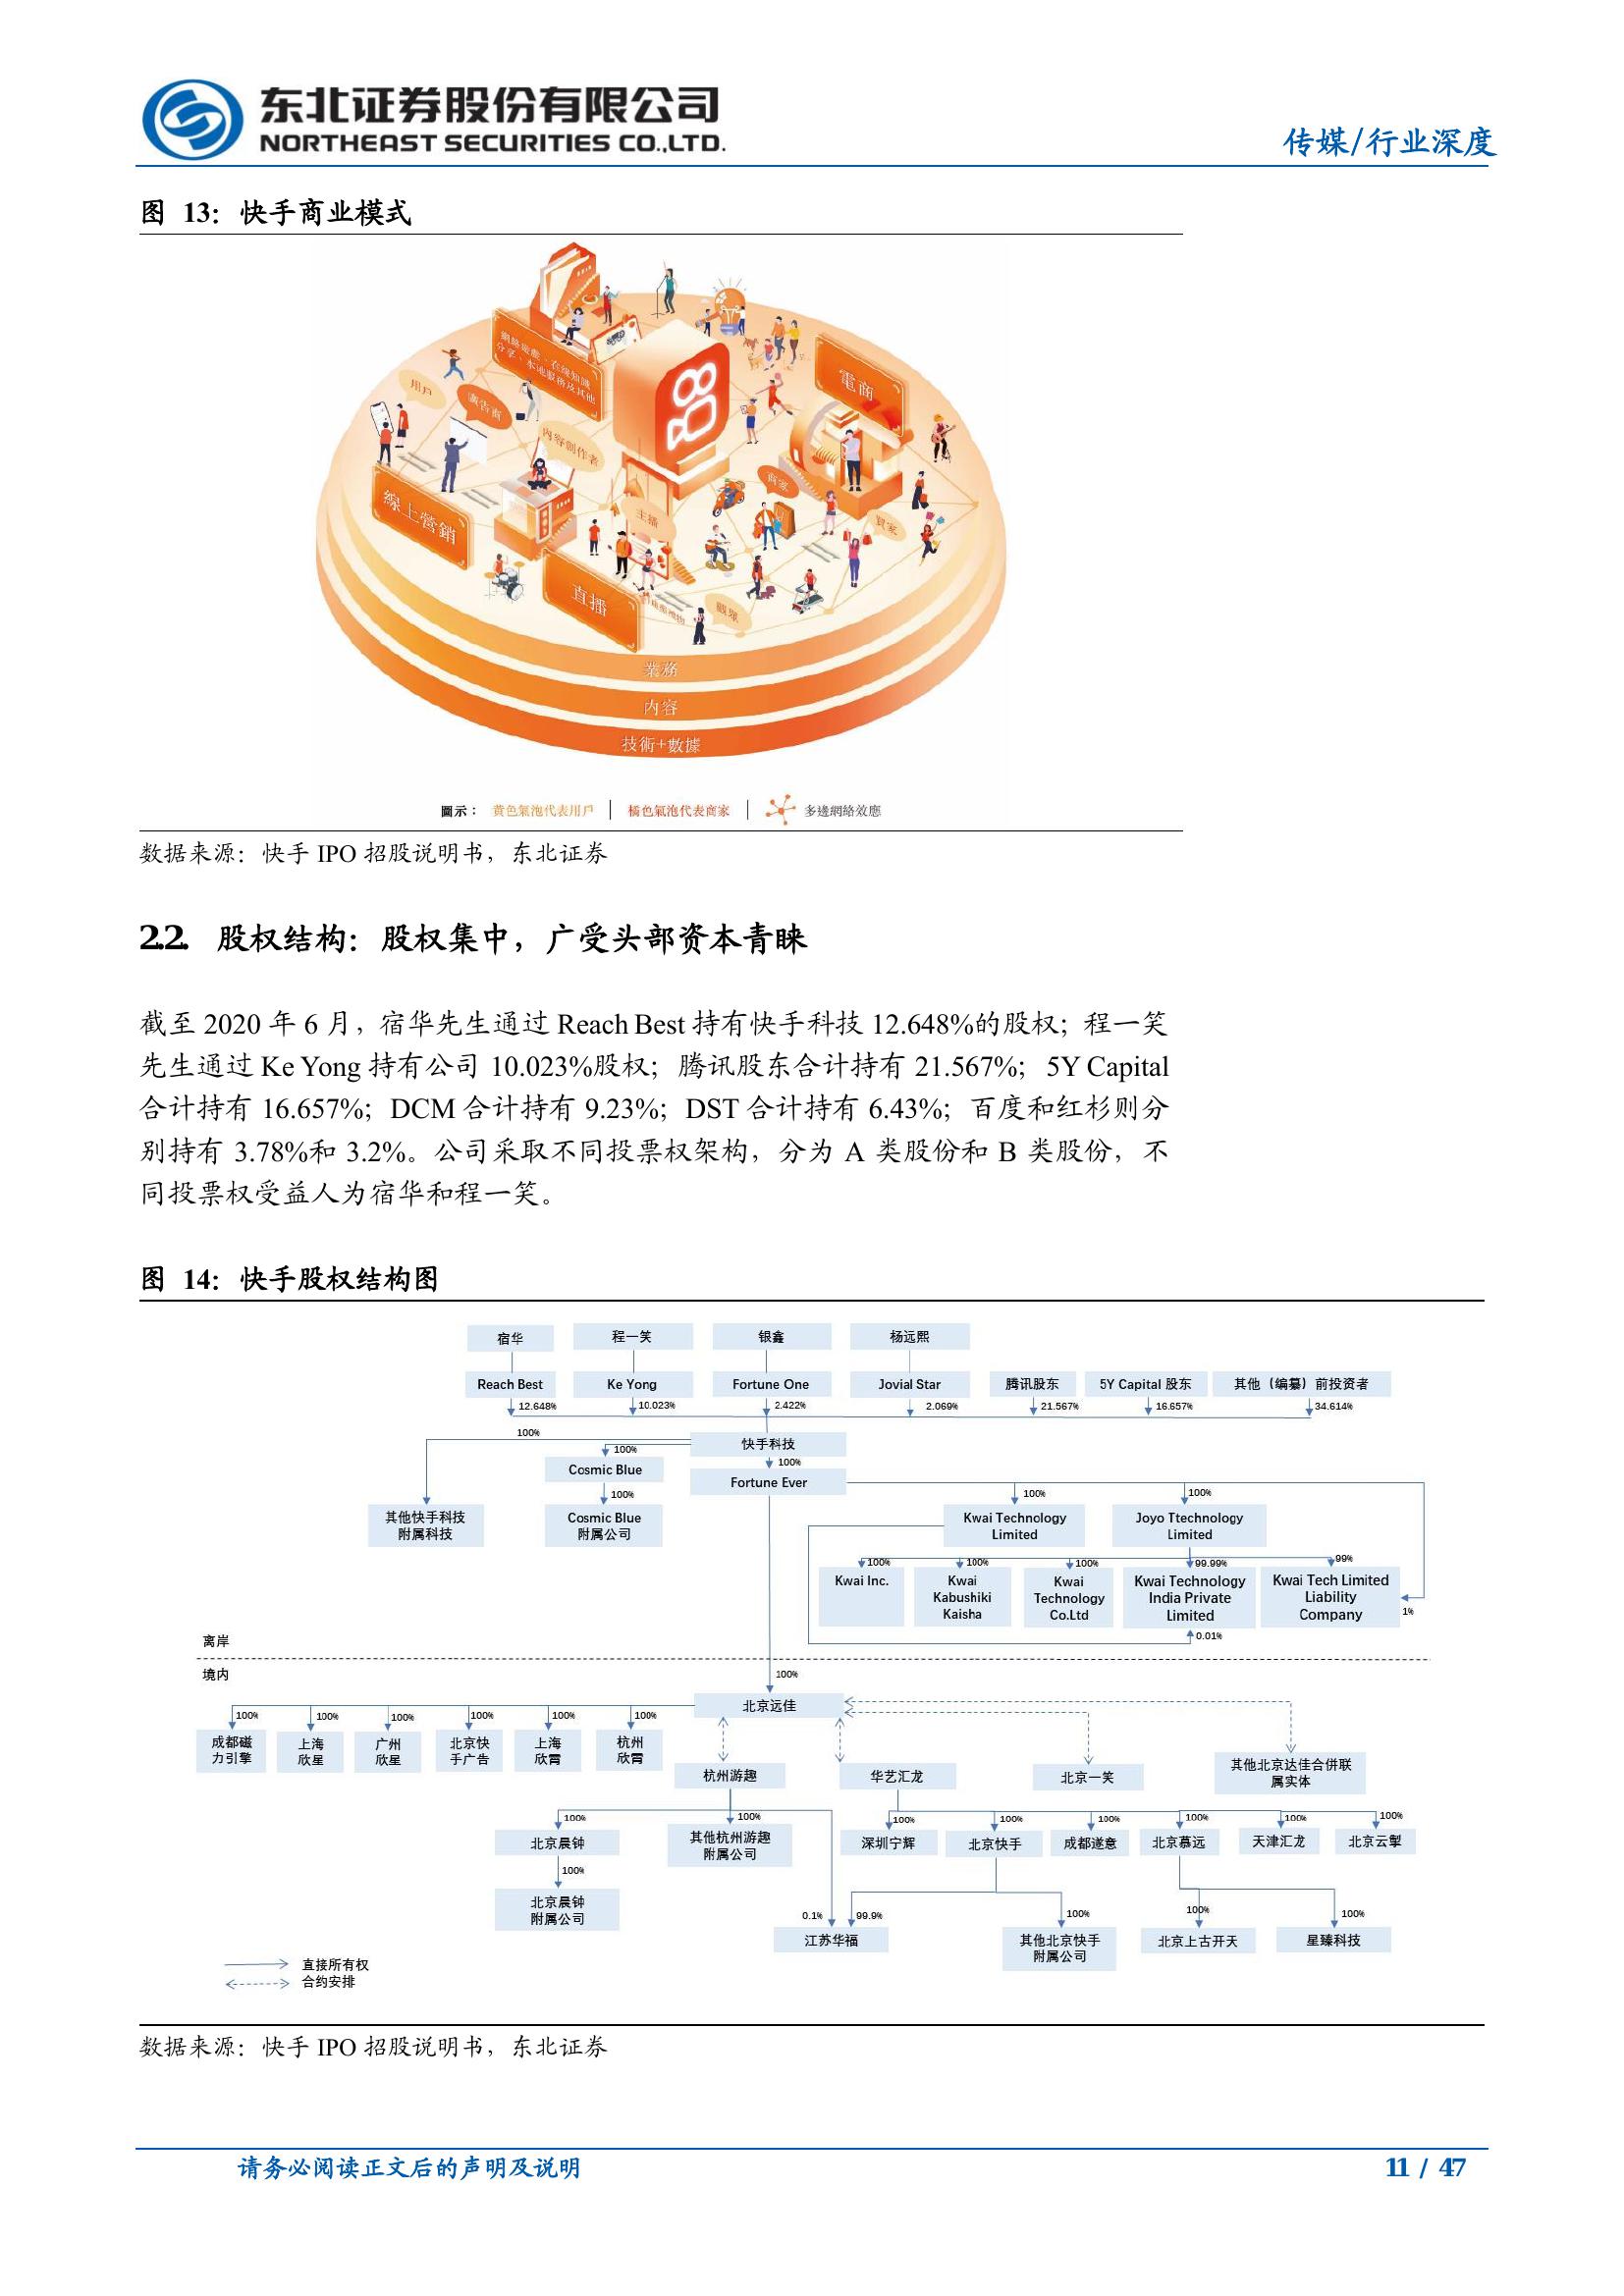 东北证券股份有限公司
NORTHEAST SECURITIES CO.,LTD.
传媒/行业深度
图 13：快手商业模式
網絡遊戲、在線知識
分享、本地服務及其他
電商
用戶
廣告商
內容創作者
線上營銷
商家
主播
買家
直播
觀眾
業務
內容
技術+數據
圖示：
黃色氣泡代表用戶
橘色氣泡代表商家
多邊網絡效應
数据来源：快手 IPO 招股说明书，东北证券
2.2. 股权结构：股权集中，广受头部资本青睐
截至 2020 年 6 月，宿华先生通过 Reach Best 持有快手科技 12.648%的股权；程一笑
先生通过 Ke Yong 持有公司 10.023%股权；腾讯股东合计持有 21.567%；5Y Capital
合计持有 16.657%；DCM 合计持有 9.23%；DST 合计持有 6.43%；百度和红杉则分
别持有 3.78%和 3.2%。公司采取不同投票权架构，分为 A 类股份和 B 类股份，不
同投票权受益人为宿华和程一笑。
图 14：快手股权结构图
宿华 程一笑 银鑫 杨远熙
Reach Best Ke Yong Fortune One Jovial Star 腾讯股东 5Y Capital 股东 其他（编纂）前投资者
12.648% 10.023% 2.422% 2.069% 21.567% 16.657% 34.614%
100%
快手科技
100%
100%
Cosmic Blue
Fortune Ever
100%
100%
100%
其他快手科技
附属科技
Cosmic Blue
附属公司
Kwai Technology
Limited
Joyo Ttechnology
Limited
100% 100% 100% 99.99% 99%
Kwai Inc.
Kwai
Kabushiki
Kaisha
Kwai
Technology
Co.Ltd
Kwai Technology
India Private
Limited
Kwai Tech Limited
Liability
Company
1%
0.01%
离岸
境内
100%
北京远佳
100% 100% 100% 100% 100% 100%
成都磁
力引擎
上海
欣星
广州
欣星
北京快
手广告
上海
欣霄
杭州
欣霄
杭州游趣
华艺汇龙
北京一笑
其他北京达佳合併联
属实体
100% 100% 100% 100% 100% 100% 100% 100%
北京晨钟
其他杭州游趣
附属公司
深圳宁辉
北京快手
成都遂意
北京慕远
天津汇龙
北京云掣
100%
北京晨钟
附属公司
0.1% 99.9% 100% 100% 100%
江苏华福
其他北京快手
附属公司
北京上古开天
星臻科技
直接所有权
合约安排
数据来源：快手 IPO 招股说明书，东北证券
请务必阅读正文后的声明及说明
11 / 47